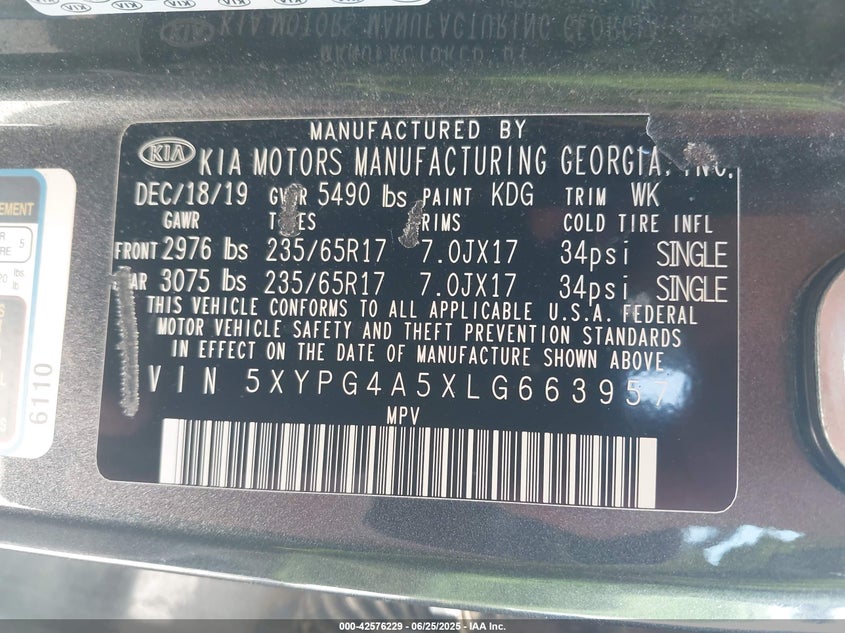 KIA
MANUFACTURED BY
KIA MOTORS MANUFACTURING GEORGIA, INC.
DEC/18/19 GVWR 5490 lbs PAINT KDG TRIM WK
GAWR TIRES RIMS COLD TIRE INFL
FRONT 2976 lbs 235/65R17 7.0JX17 34psi SINGLE
REAR 3075 lbs 235/65R17 7.0JX17 34psi SINGLE
THIS VEHICLE CONFORMS TO ALL APPLICABLE U.S.A. FEDERAL
MOTOR VEHICLE SAFETY AND THEFT PREVENTION STANDARDS
IN EFFECT ON THE DATE OF MANUFACTURE SHOWN ABOVE.
VIN 5XYPG4A5XLG663957
MPV
6110
000-42576229 — 06/25/2025 — IAA Inc.